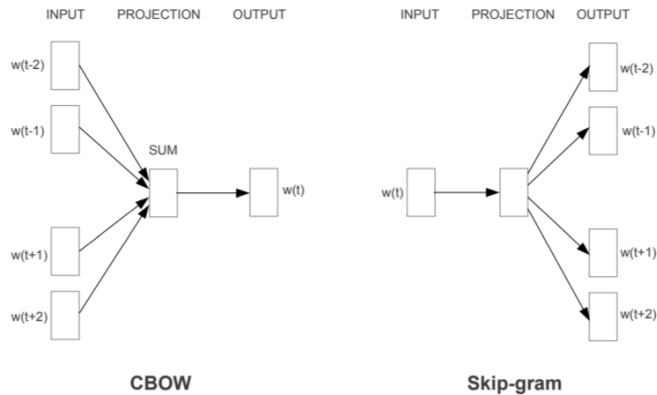 INPUT PROJECTION OUTPUT
w(t-2)
w(t-1)
SUM
w(t)
w(t+1)
w(t+2)
CBOW
INPUT PROJECTION OUTPUT
w(t-2)
w(t-1)
w(t)
w(t+1)
w(t+2)
Skip-gram